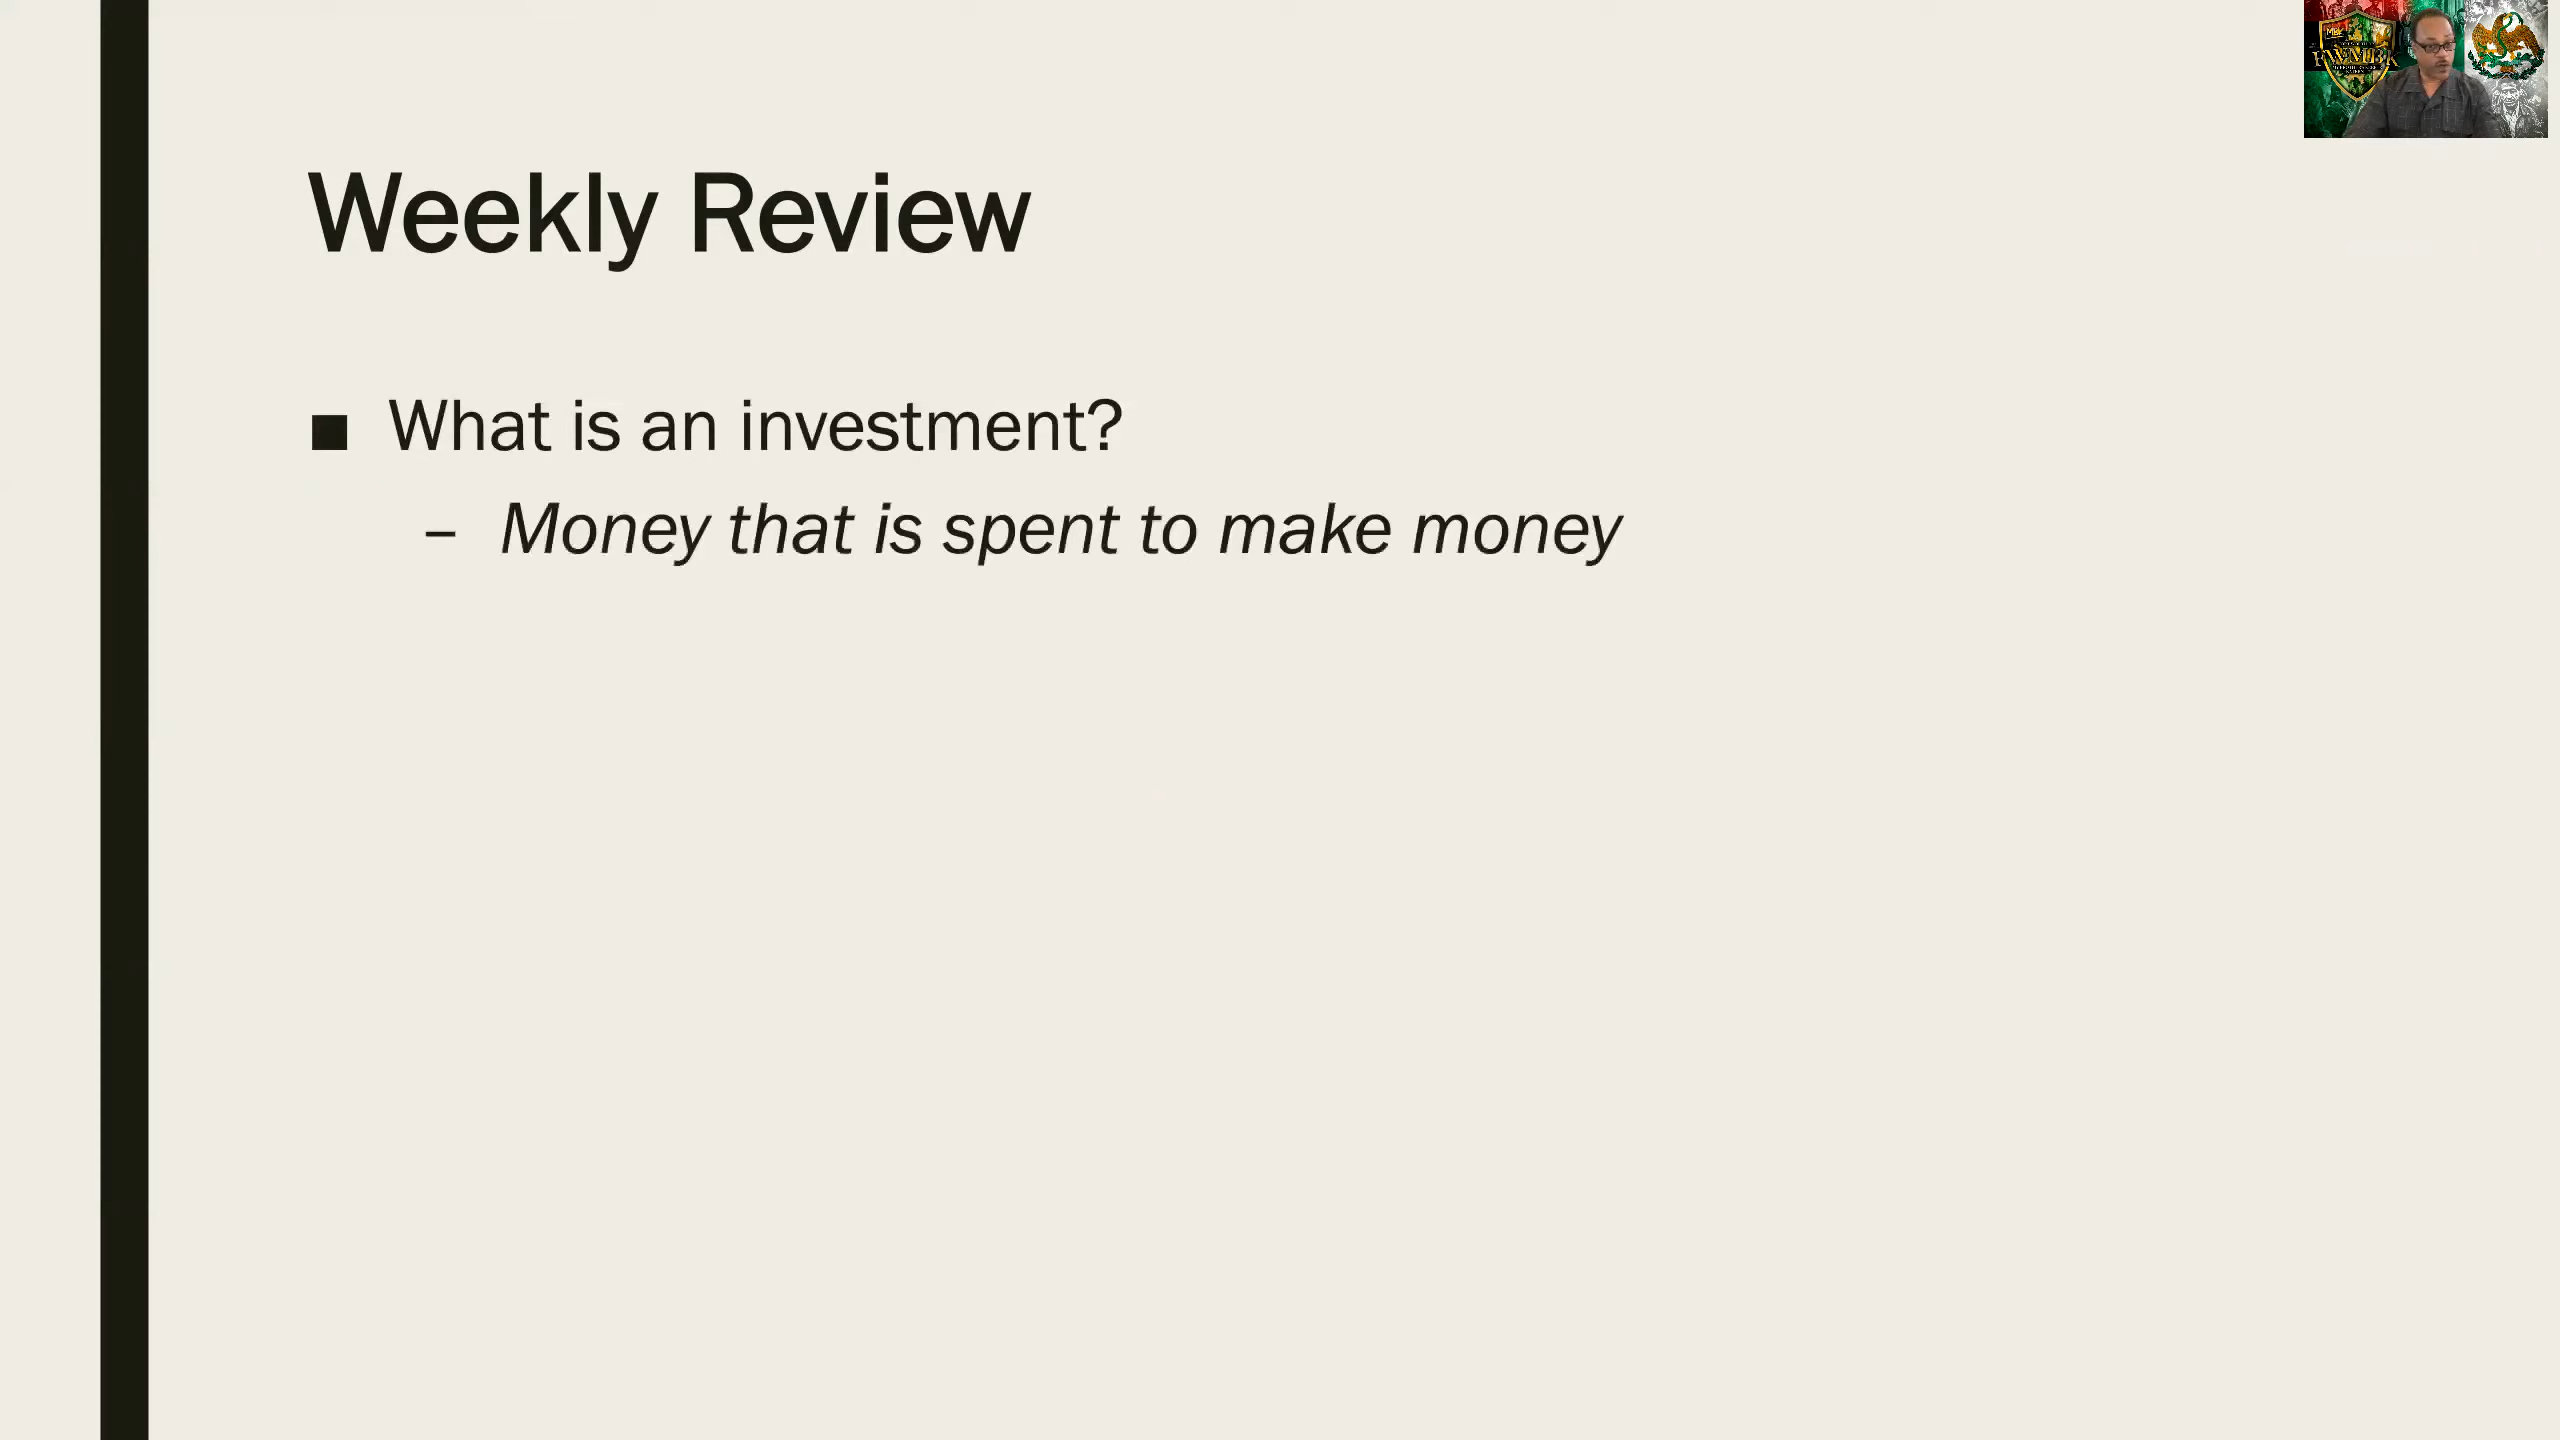 Weekly Review
■ What is an investment?
– Money that is spent to make money